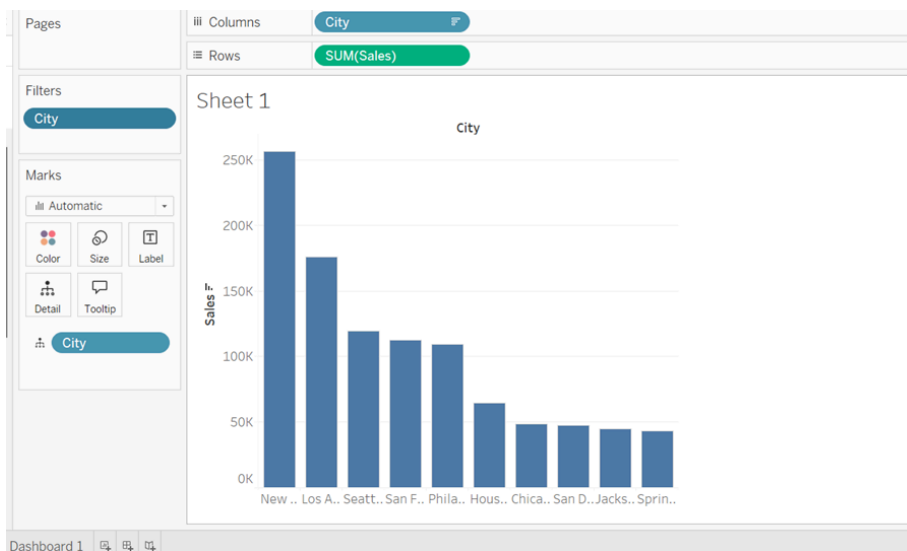 Pages
Columns
City
Rows
SUM(Sales)
Filters
City
Marks
Automatic
Color
Size
Label
Detail
Tooltip
City
Sheet 1
City
250K
200K
150K
100K
50K
0K
Sales
New .. Los A.. Seatt.. San F.. Phila.. Hous.. Chica.. San D.. Jacks.. Sprin..
Dashboard 1